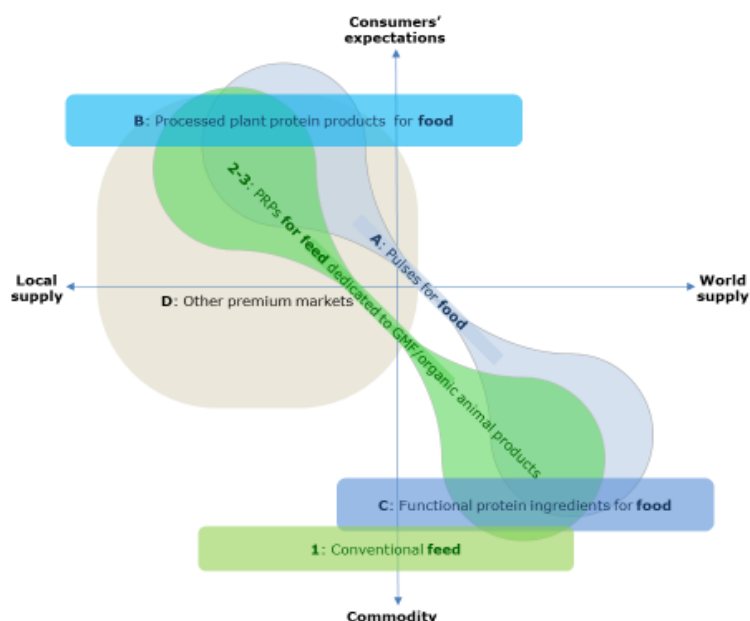 Consumers'
expectations
B: Processed plant protein products for food
2-3: PRPs for feed dedicated to GMF/organic animal products
A: Pulses for food
Local
supply
World
supply
D: Other premium markets
C: Functional protein ingredients for food
1: Conventional feed
Commodity